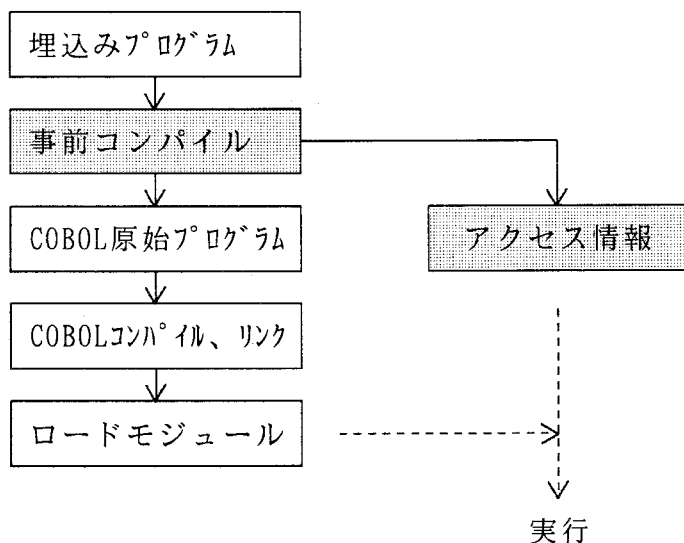 埋込みﾌﾟﾛｸﾞﾗﾑ
事前コンパイル
COBOL原始ﾌﾟﾛｸﾞﾗﾑ
アクセス情報
COBOLｺﾝﾊﾟｲﾙ、ﾘﾝｸ
ロードモジュール
実行